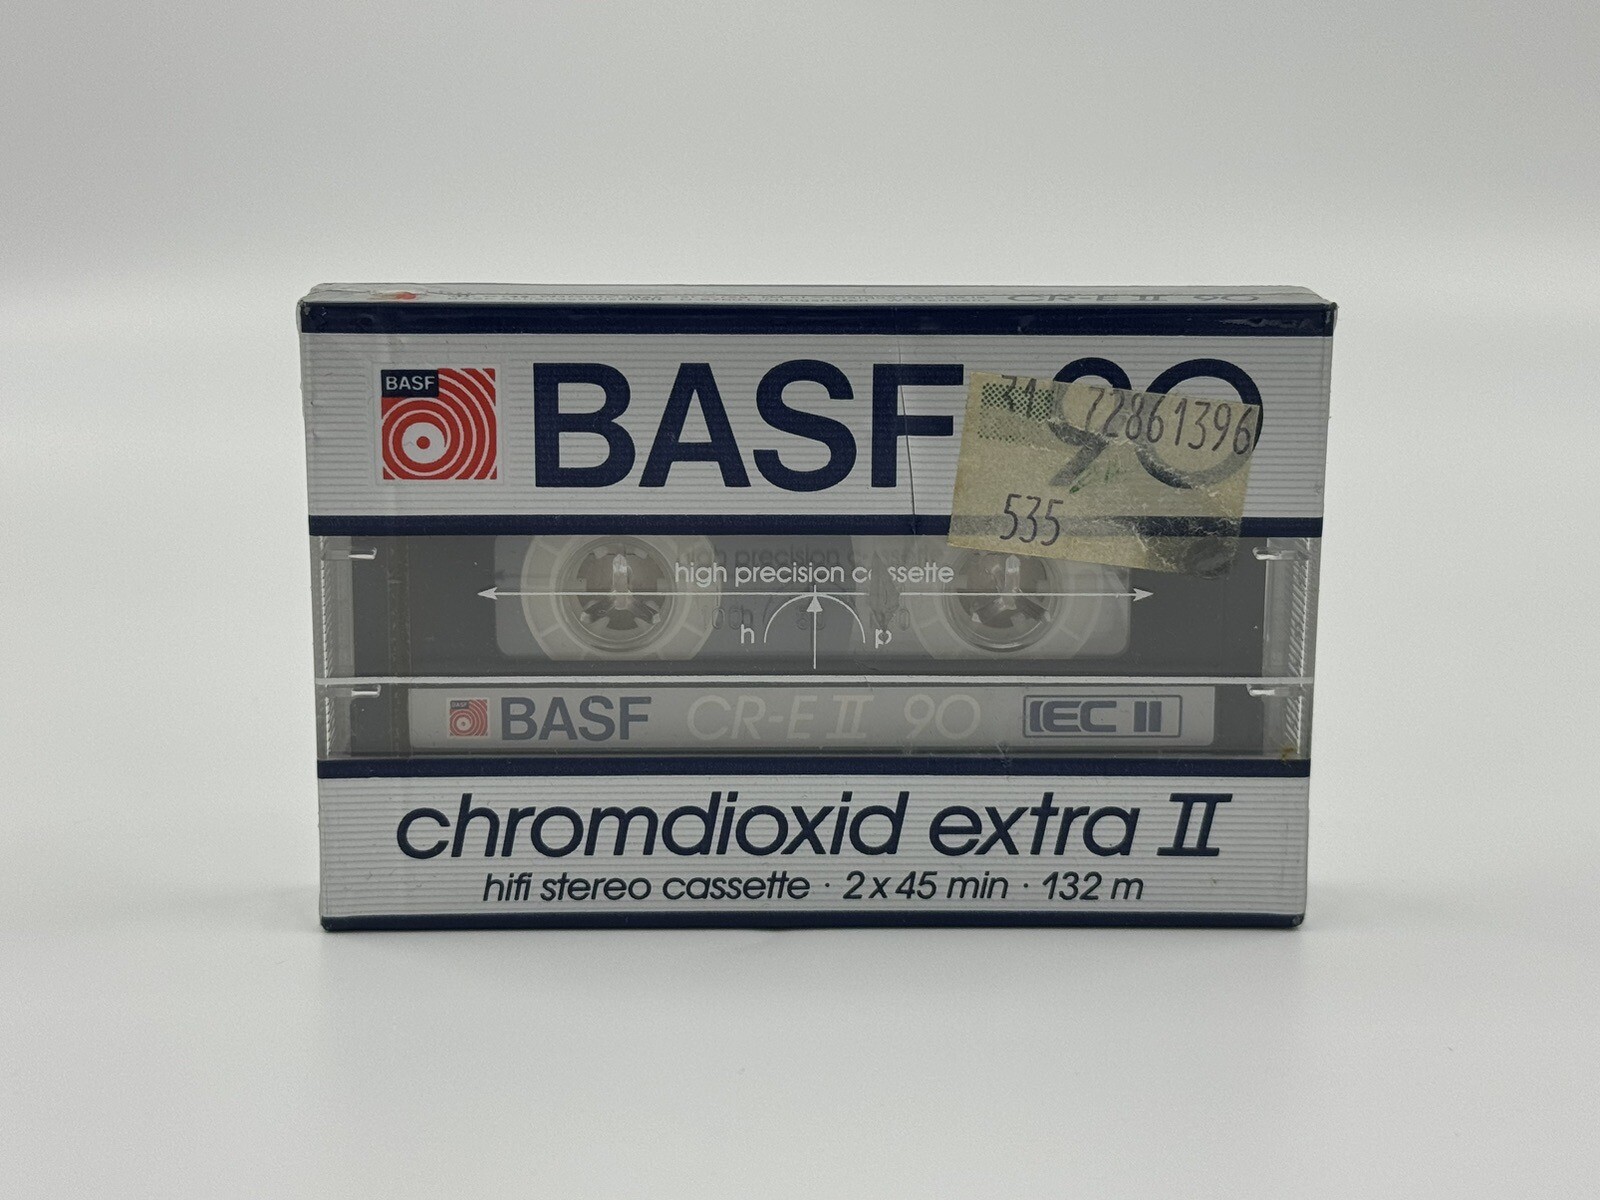 CR-E II 90
BASF
BASF 90
31 72861396
535
high precision cassette
h p
BASF CR-E II 90 IEC II
chromdioxid extra II
hifi stereo cassette · 2 x 45 min · 132 m